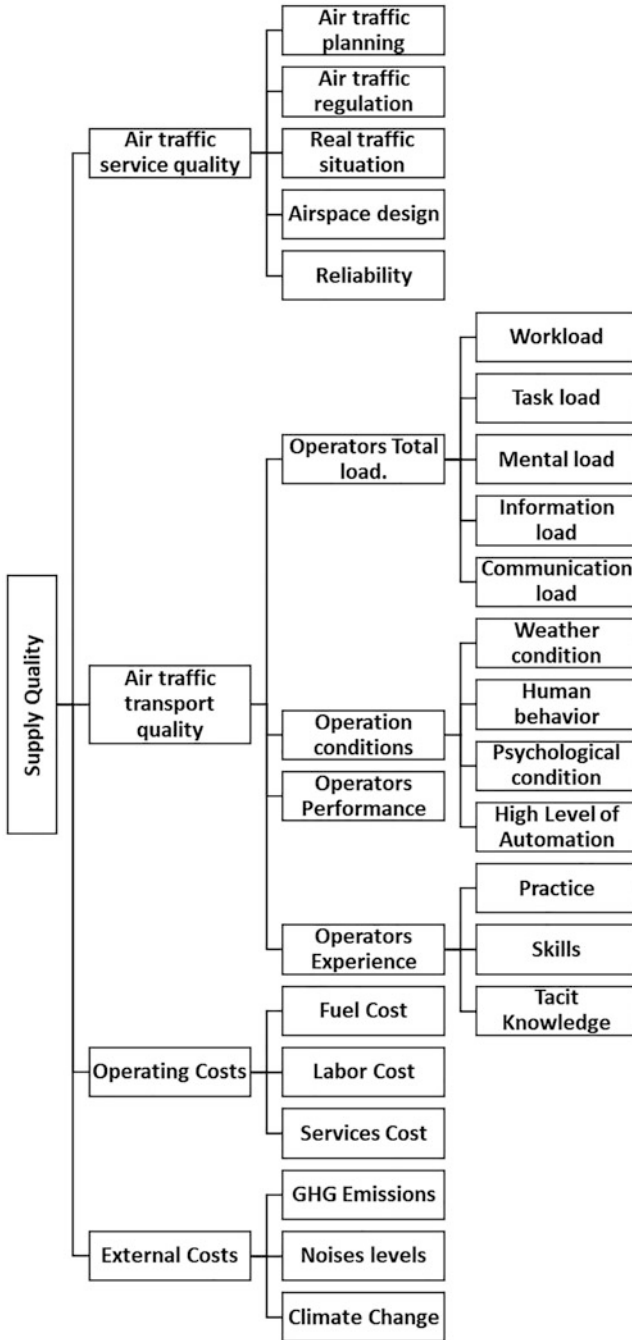 Supply Quality
Air traffic
service quality
Air traffic
planning
Air traffic
regulation
Real traffic
situation
Airspace design
Reliability
Air traffic
transport
quality
Operators Total
load.
Workload
Task load
Mental load
Information
load
Communication
load
Operation
conditions
Weather
condition
Human
behavior
Psychological
condition
High Level of
Automation
Operators
Performance
Operators
Experience
Practice
Skills
Tacit
Knowledge
Operating Costs
Fuel Cost
Labor Cost
Services Cost
External Costs
GHG Emissions
Noises levels
Climate Change